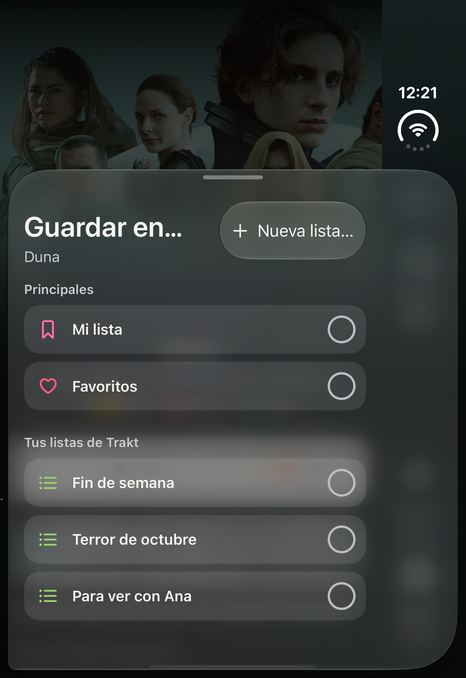 12:21
Guardar en...
+ Nueva lista...
Duna
Principales
Mi lista
Favoritos
Tus listas de Trakt
Fin de semana
Terror de octubre
Para ver con Ana